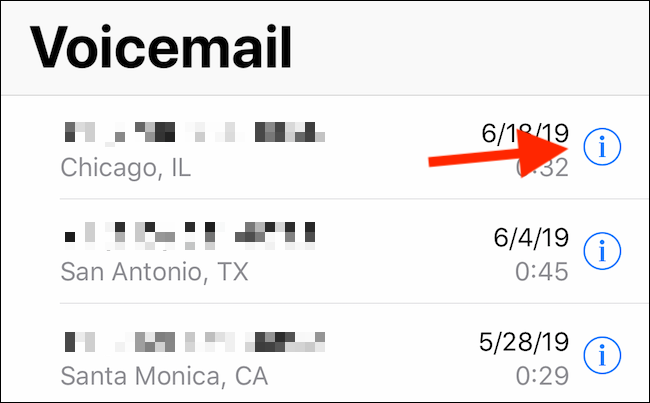 Voicemail
6/18/19
Chicago, IL 0:32
6/4/19
San Antonio, TX 0:45
5/28/19
Santa Monica, CA 0:29